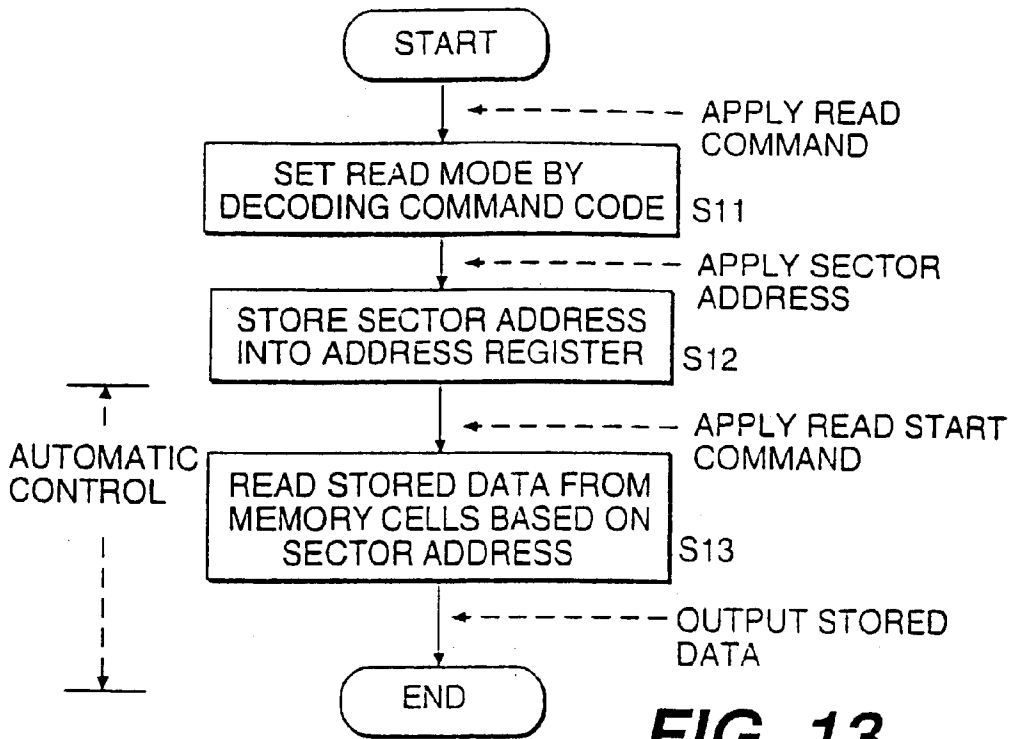 START
APPLY READ
COMMAND
SET READ MODE BY
DECODING COMMAND CODE
S11
APPLY SECTOR
ADDRESS
STORE SECTOR ADDRESS
INTO ADDRESS REGISTER
S12
APPLY READ START
COMMAND
AUTOMATIC
CONTROL
READ STORED DATA FROM
MEMORY CELLS BASED ON
SECTOR ADDRESS
S13
OUTPUT STORED
DATA
END
FIG. 13